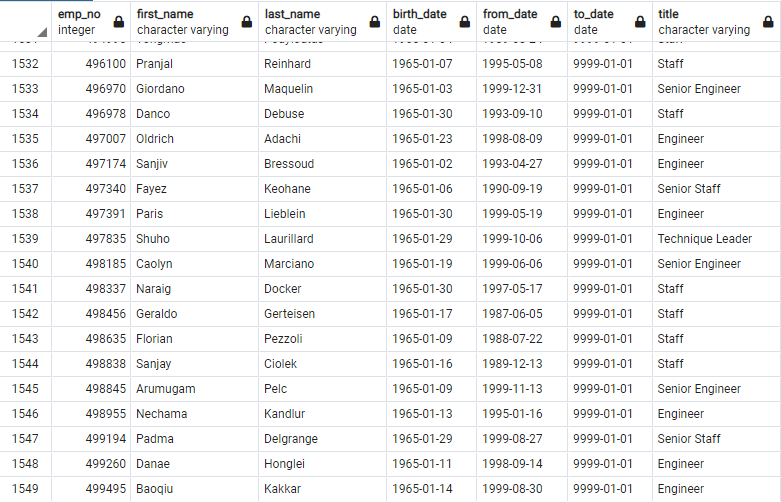 emp_no first_name last_name birth_date from_date to_date title
integer character varying character varying date date date character varying
1532 496100 Pranjal Reinhard 1965-01-07 1995-05-08 9999-01-01 Staff
1533 496970 Giordano Maquelin 1965-01-03 1999-12-31 9999-01-01 Senior Engineer
1534 496978 Danco Debuse 1965-01-30 1993-09-10 9999-01-01 Staff
1535 497007 Oldrich Adachi 1965-01-23 1998-08-09 9999-01-01 Engineer
1536 497174 Sanjiv Bressoud 1965-01-02 1993-04-27 9999-01-01 Engineer
1537 497340 Fayez Keohane 1965-01-06 1990-09-19 9999-01-01 Senior Staff
1538 497391 Paris Lieblein 1965-01-30 1999-05-19 9999-01-01 Engineer
1539 497835 Shuho Laurillard 1965-01-29 1999-10-06 9999-01-01 Technique Leader
1540 498185 Caolyn Marciano 1965-01-19 1999-06-06 9999-01-01 Senior Engineer
1541 498337 Naraig Docker 1965-01-30 1997-05-17 9999-01-01 Staff
1542 498456 Geraldo Gerteisen 1965-01-17 1987-06-05 9999-01-01 Staff
1543 498635 Florian Pezzoli 1965-01-09 1988-07-22 9999-01-01 Staff
1544 498838 Sanjay Ciolek 1965-01-16 1989-12-13 9999-01-01 Staff
1545 498845 Arumugam Pelc 1965-01-09 1999-11-13 9999-01-01 Senior Engineer
1546 498955 Nechama Kandlur 1965-01-13 1995-01-16 9999-01-01 Engineer
1547 499194 Padma Delgrange 1965-01-29 1999-08-27 9999-01-01 Senior Staff
1548 499260 Danae Honglei 1965-01-11 1998-09-14 9999-01-01 Engineer
1549 499495 Baoqiu Kakkar 1965-01-14 1999-08-30 9999-01-01 Engineer